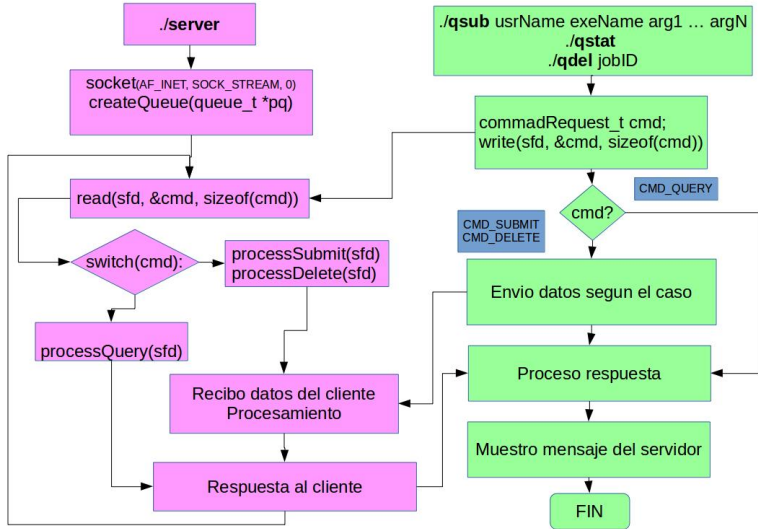 ./server
socket(AF_INET, SOCK_STREAM, 0)
createQueue(queue_t *pq)
read(sfd, &cmd, sizeof(cmd))
switch(cmd):
processSubmit(sfd)
processDelete(sfd)
processQuery(sfd)
Recibo datos del cliente
Procesamiento
Respuesta al cliente
./qsub usrName exeName arg1 ... argN
./qstat
./qdel jobID
commadRequest_t cmd;
write(sfd, &cmd, sizeof(cmd))
cmd?
CMD_QUERY
CMD_SUBMIT
CMD_DELETE
Envio datos segun el caso
Proceso respuesta
Muestro mensaje del servidor
FIN